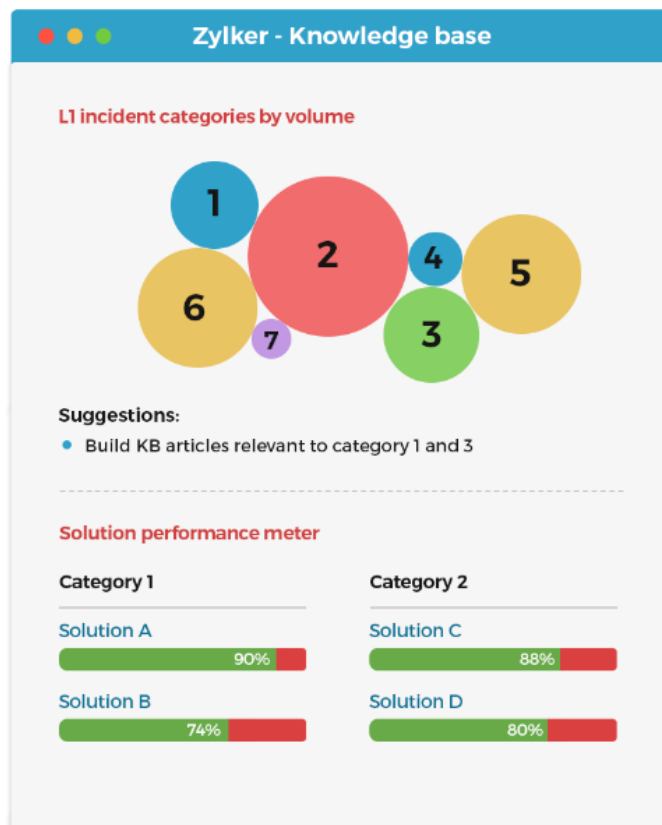 Zylker - Knowledge base
L1 incident categories by volume
1
2
4
5
6
7
3
Suggestions:
Build KB articles relevant to category 1 and 3
Solution performance meter
Category 1
Category 2
Solution A
Solution C
90%
88%
Solution B
Solution D
74%
80%